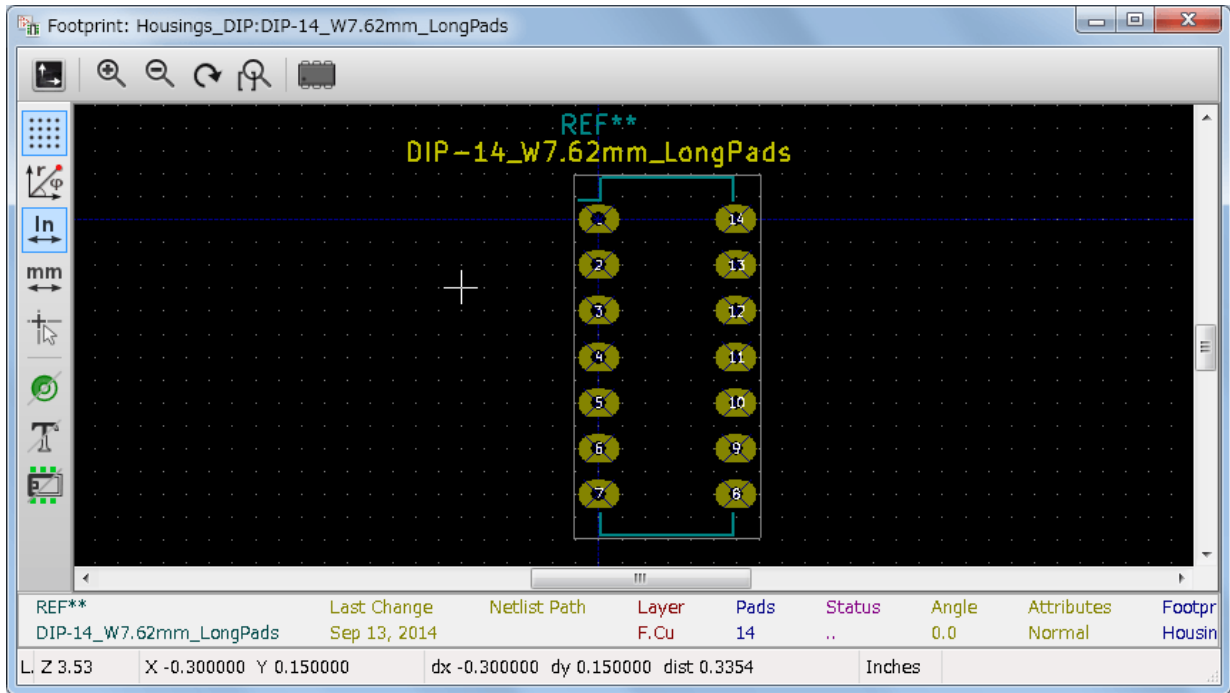 Footprint: Housings_DIP:DIP-14_W7.62mm_LongPads
In
mm
REF**
DIP-14_W7.62mm_LongPads
1 14
2 13
3 12
4 11
5 10
6 9
7 8
REF** Last Change Netlist Path Layer Pads Status Angle Attributes Footpr
DIP-14_W7.62mm_LongPads Sep 13, 2014 F.Cu 14 .. 0.0 Normal Housin
L. Z 3.53 X -0.300000 Y 0.150000 dx -0.300000 dy 0.150000 dist 0.3354 Inches